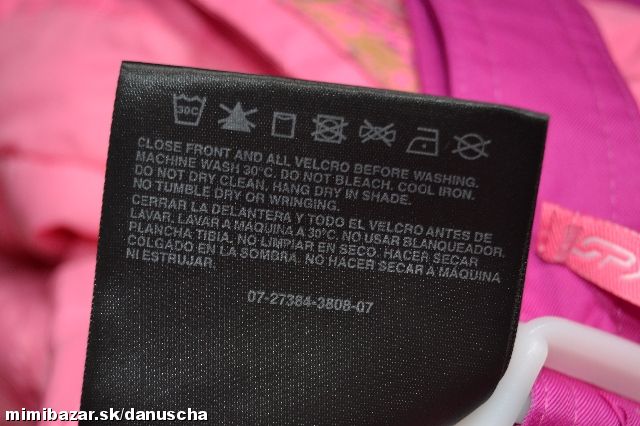 30C
CLOSE FRONT AND ALL VELCRO BEFORE WASHING.
MACHINE WASH 30°C. DO NOT BLEACH. COOL IRON.
DO NOT DRY CLEAN. HANG DRY IN SHADE.
NO TUMBLE DRY OR WRINGING.
CERRAR LA DELANTERA Y TODO EL VELCRO ANTES DE
LAVAR, LAVAR A MÁQUINA A 30°C. NO USAR BLANQUEADOR.
PLANCHA TIBIA. NO LIMPIAR EN SECO. HACER SECAR
COLGADO EN LA SOMBRA. NO HACER SECAR A MÁQUINA
NI ESTRUJAR.
07-27384-3808-07
mimibazar.sk/danuscha